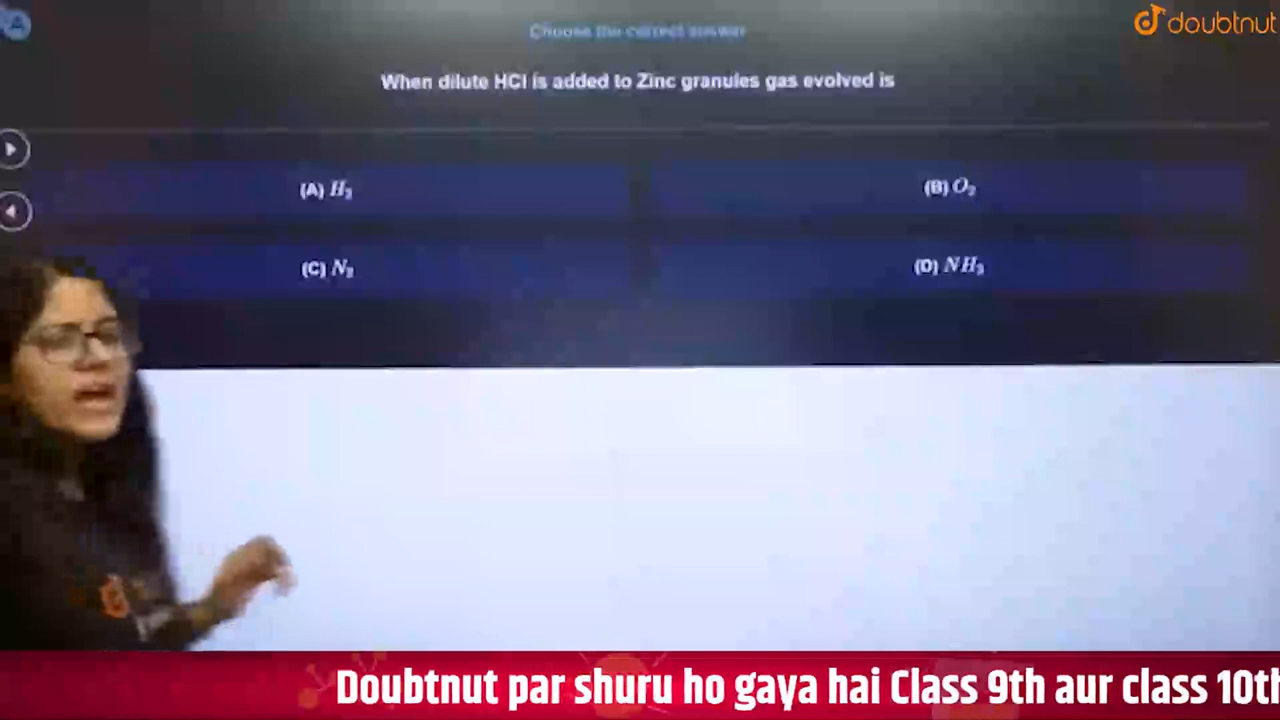 doubtnut
Choose the correct answer
When dilute HCl is added to Zinc granules gas evolved is
(A) H₂
(B) O₂
(C) N₂
(D) NH₃
Doubtnut par shuru ho gaya hai Class 9th aur class 10th